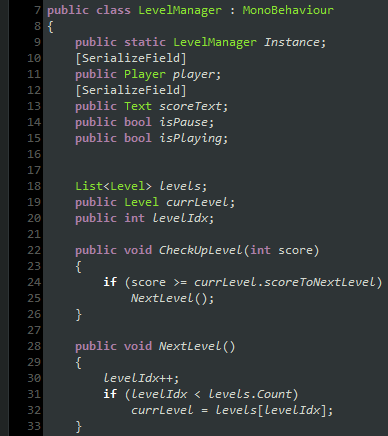 7 public class LevelManager : MonoBehaviour
8 {
9     public static LevelManager Instance;
10     [SerializeField]
11     public Player player;
12     [SerializeField]
13     public Text scoreText;
14     public bool isPause;
15     public bool isPlaying;
16
17
18     List<Level> levels;
19     public Level currLevel;
20     public int levelIdx;
21
22     public void CheckUpLevel(int score)
23     {
24         if (score >= currLevel.scoreToNextLevel)
25             NextLevel();
26     }
27
28     public void NextLevel()
29     {
30         levelIdx++;
31         if (levelIdx < levels.Count)
32             currLevel = levels[levelIdx];
33     }